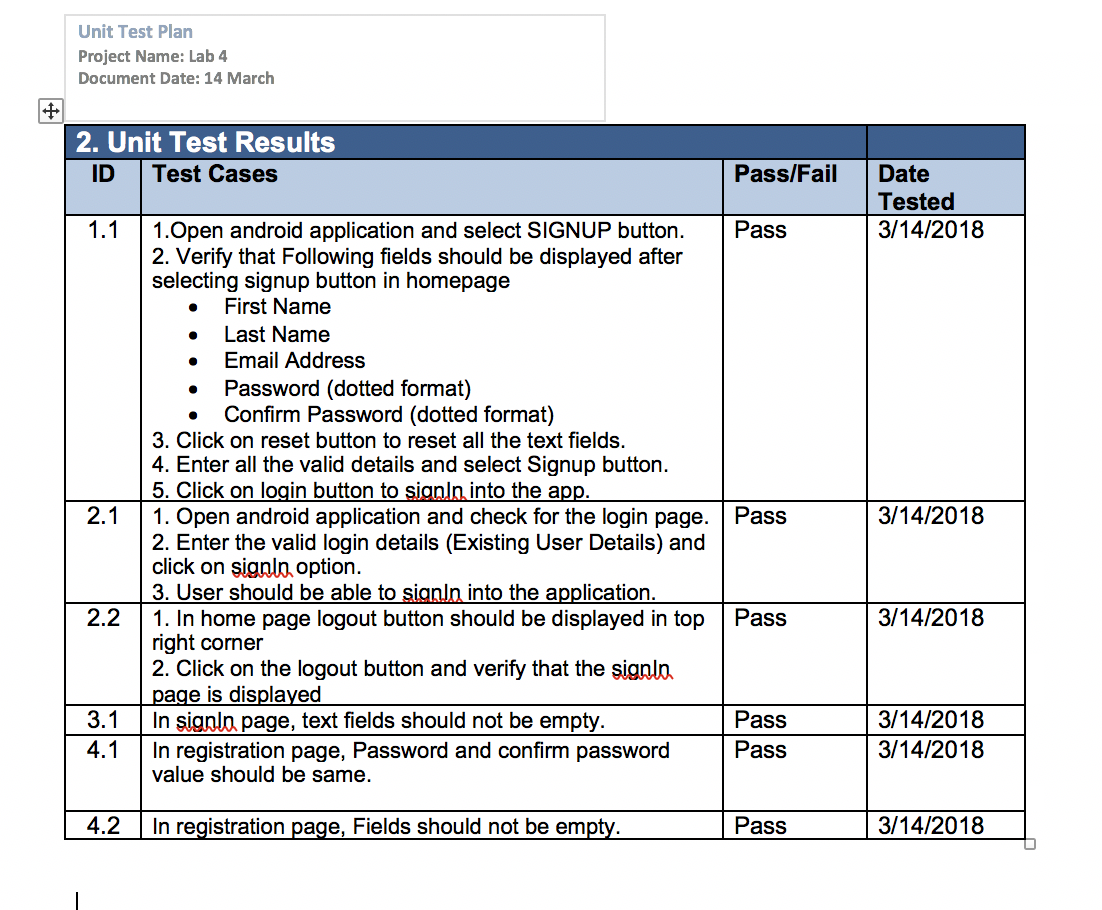 Unit Test Plan
Project Name: Lab 4
Document Date: 14 March
2. Unit Test Results
ID Test Cases Pass/Fail Date
Tested
1.1 1.Open android application and select SIGNUP button. Pass 3/14/2018
2. Verify that Following fields should be displayed after
selecting signup button in homepage
• First Name
• Last Name
• Email Address
• Password (dotted format)
• Confirm Password (dotted format)
3. Click on reset button to reset all the text fields.
4. Enter all the valid details and select Signup button.
5. Click on login button to signIn into the app.
2.1 1. Open android application and check for the login page. Pass 3/14/2018
2. Enter the valid login details (Existing User Details) and
click on signIn option.
3. User should be able to signIn into the application.
2.2 1. In home page logout button should be displayed in top Pass 3/14/2018
right corner
2. Click on the logout button and verify that the signIn
page is displayed
3.1 In signIn page, text fields should not be empty. Pass 3/14/2018
4.1 In registration page, Password and confirm password Pass 3/14/2018
value should be same.
4.2 In registration page, Fields should not be empty. Pass 3/14/2018